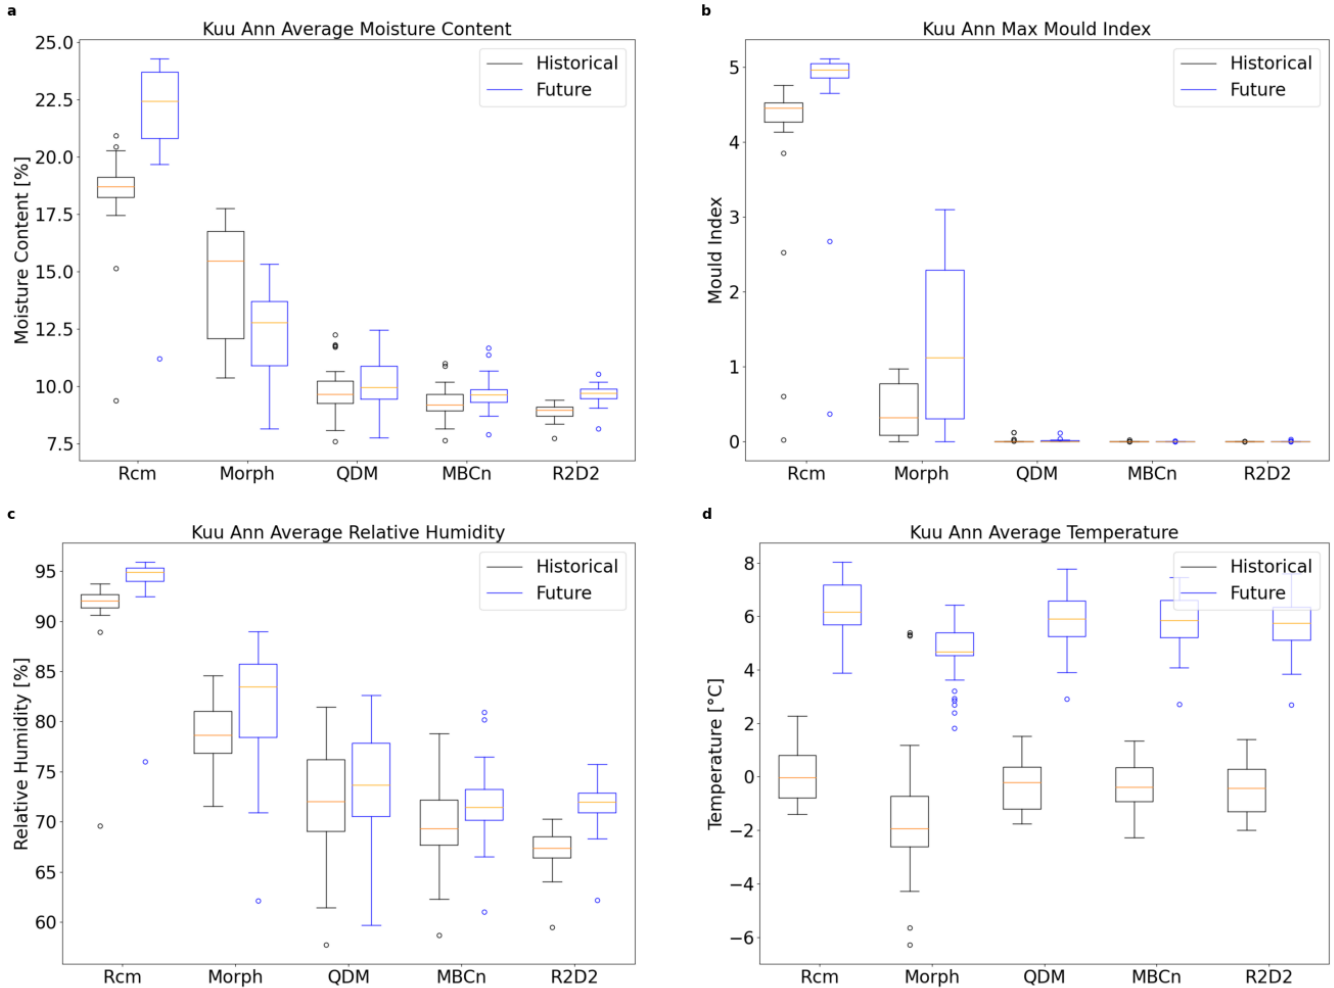 a
Kuu Ann Average Moisture Content
Moisture Content [%]
25.0
22.5
20.0
17.5
15.0
12.5
10.0
7.5
Historical
Future
Rcm Morph QDM MBCn R2D2
b
Kuu Ann Max Mould Index
Mould Index
5
4
3
2
1
0
Historical
Future
Rcm Morph QDM MBCn R2D2
c
Kuu Ann Average Relative Humidity
Relative Humidity [%]
95
90
85
80
75
70
65
60
Historical
Future
Rcm Morph QDM MBCn R2D2
d
Kuu Ann Average Temperature
Temperature [°C]
8
6
4
2
0
−2
−4
−6
Historical
Future
Rcm Morph QDM MBCn R2D2